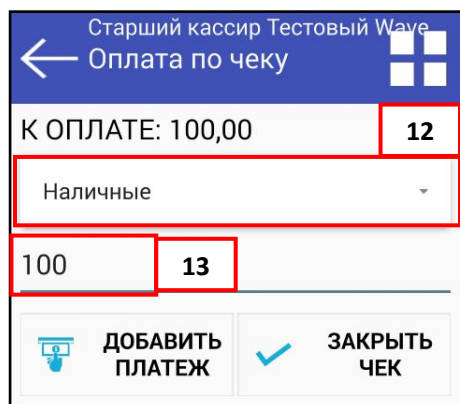 Старший кассир Тестовый Wave
Оплата по чеку
К ОПЛАТЕ: 100,00
12
Наличные
100
13
ДОБАВИТЬ
ПЛАТЕЖ
ЗАКРЫТЬ
ЧЕК